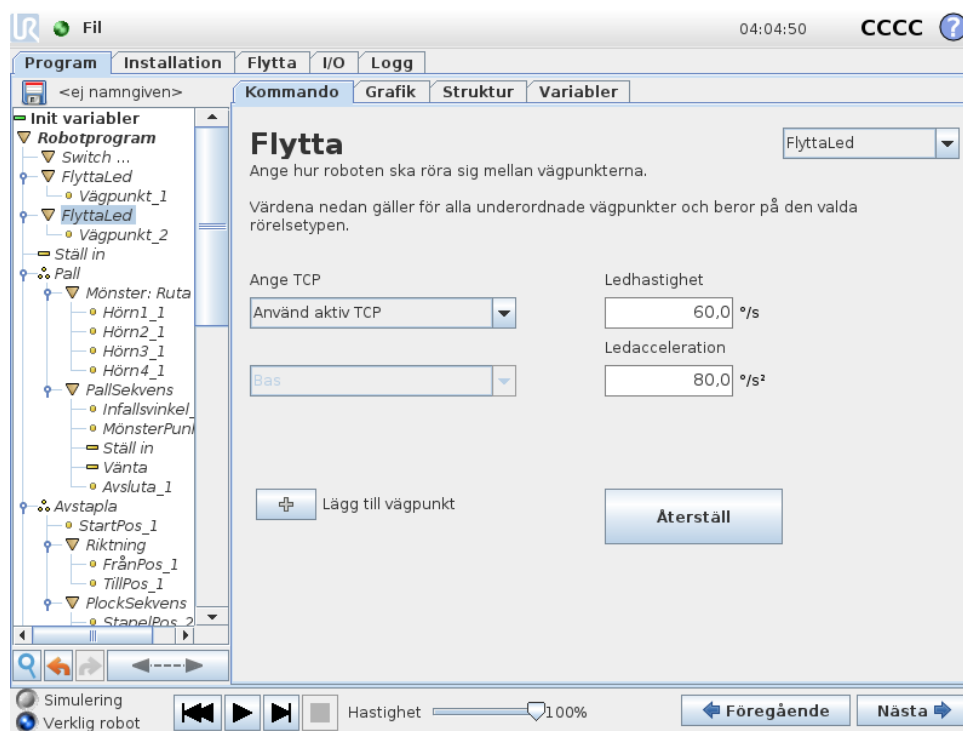 UR Fil 04:04:50 CCCC ?
Program Installation Flytta I/O Logg
<ej namngiven>
Kommando Grafik Struktur Variabler
Init variabler
Robotprogram
Switch ...
FlyttaLed
Vägpunkt_1
FlyttaLed
Vägpunkt_2
Ställ in
Pall
Mönster: Ruta
Hörn1_1
Hörn2_1
Hörn3_1
Hörn4_1
PallSekvens
Infallsvinkel_
MönsterPunl
Ställ in
Vänta
Avsluta_1
Avstapla
StartPos_1
Riktning
FrånPos_1
TillPos_1
PlockSekvens
StapelPos_2
Flytta
FlyttaLed
Ange hur roboten ska röra sig mellan vägpunkterna.
Värdena nedan gäller för alla underordnade vägpunkter och beror på den valda
rörelsetypen.
Ange TCP
Ledhastighet
Använd aktiv TCP
60,0 °/s
Ledacceleration
Bas
80,0 °/s²
Lägg till vägpunkt
Återställ
Simulering
Verklig robot
Hastighet 100%
Föregående
Nästa